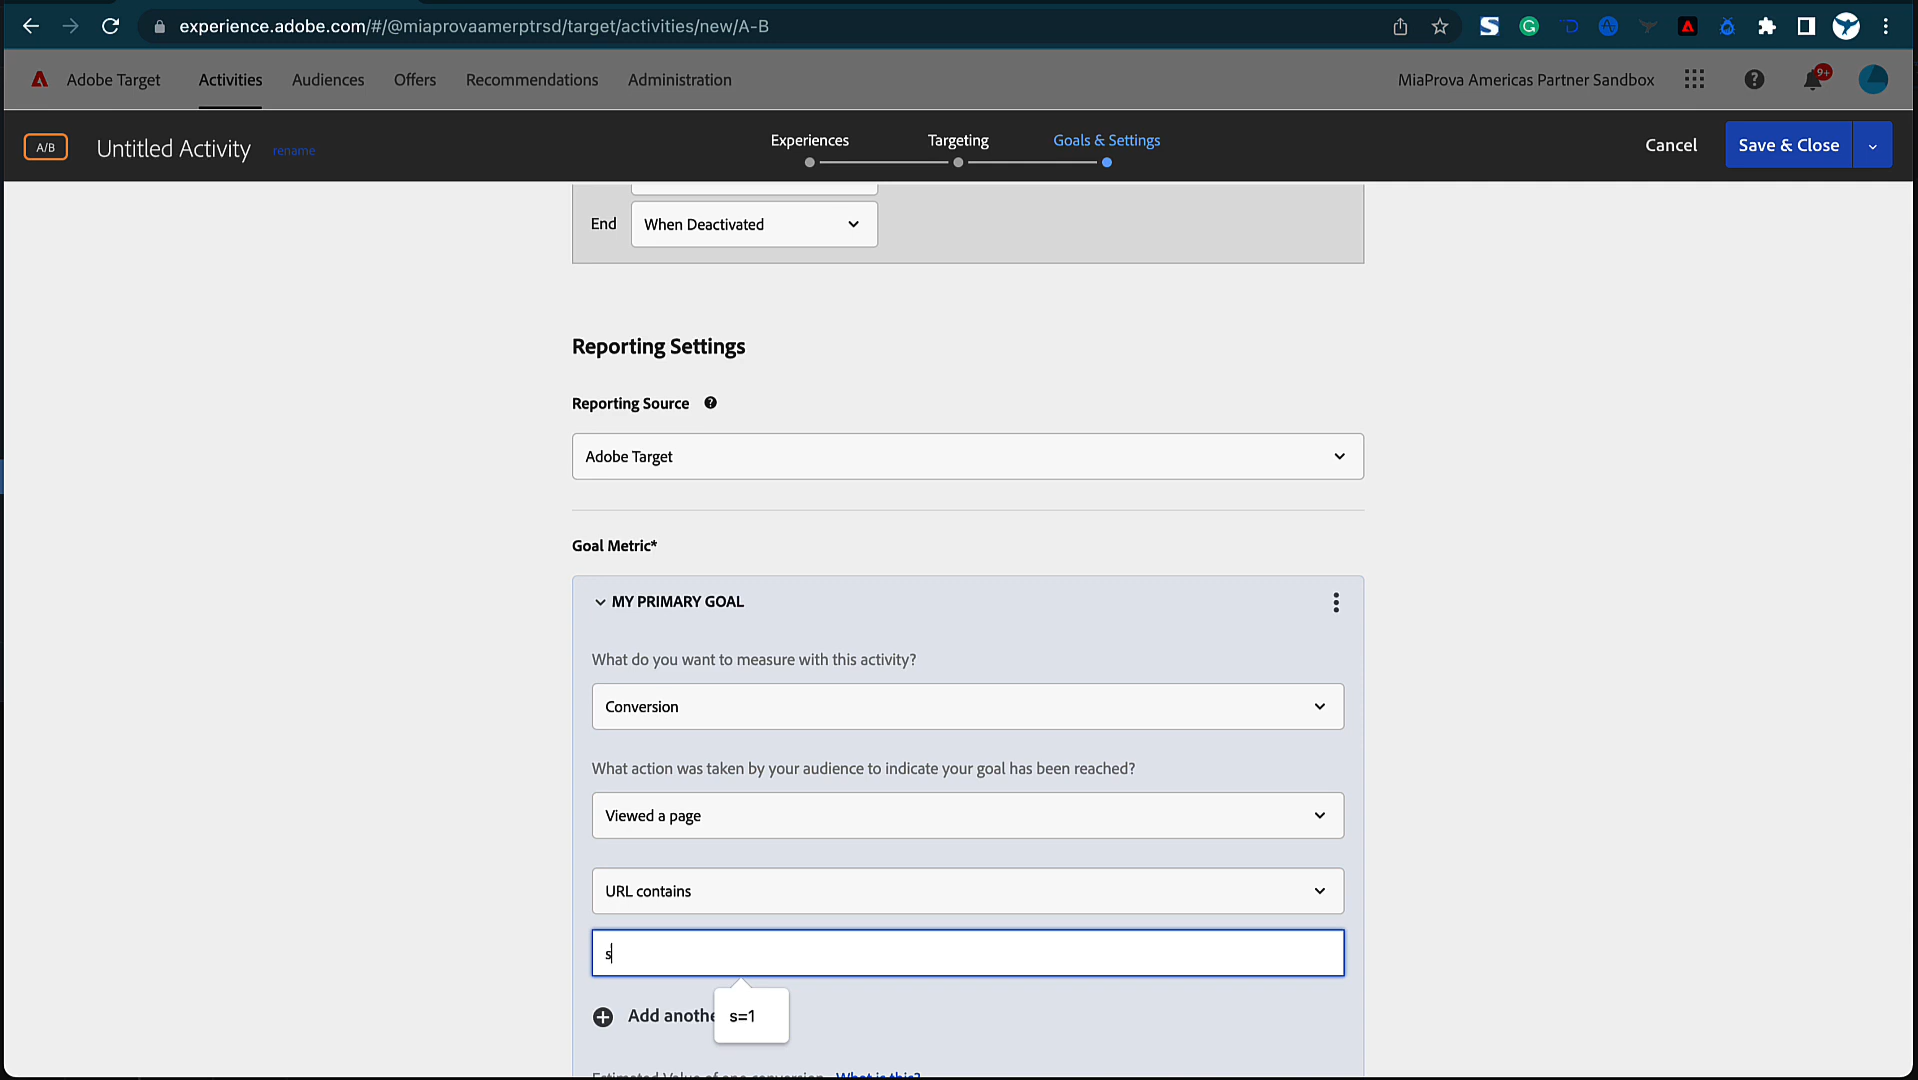 experience.adobe.com/#/@miaprovaamerptrsd/target/activities/new/A-B
Adobe Target Activities Audiences Offers Recommendations Administration MiaProva Americas Partner Sandbox 9+
A/B Untitled Activity rename Experiences Targeting Goals & Settings Cancel Save & Close
End When Deactivated
Reporting Settings
Reporting Source
Adobe Target
Goal Metric*
MY PRIMARY GOAL
What do you want to measure with this activity?
Conversion
What action was taken by your audience to indicate your goal has been reached?
Viewed a page
URL contains
s
Add anothe
s=1
Estimated Value of one conversion What is this?